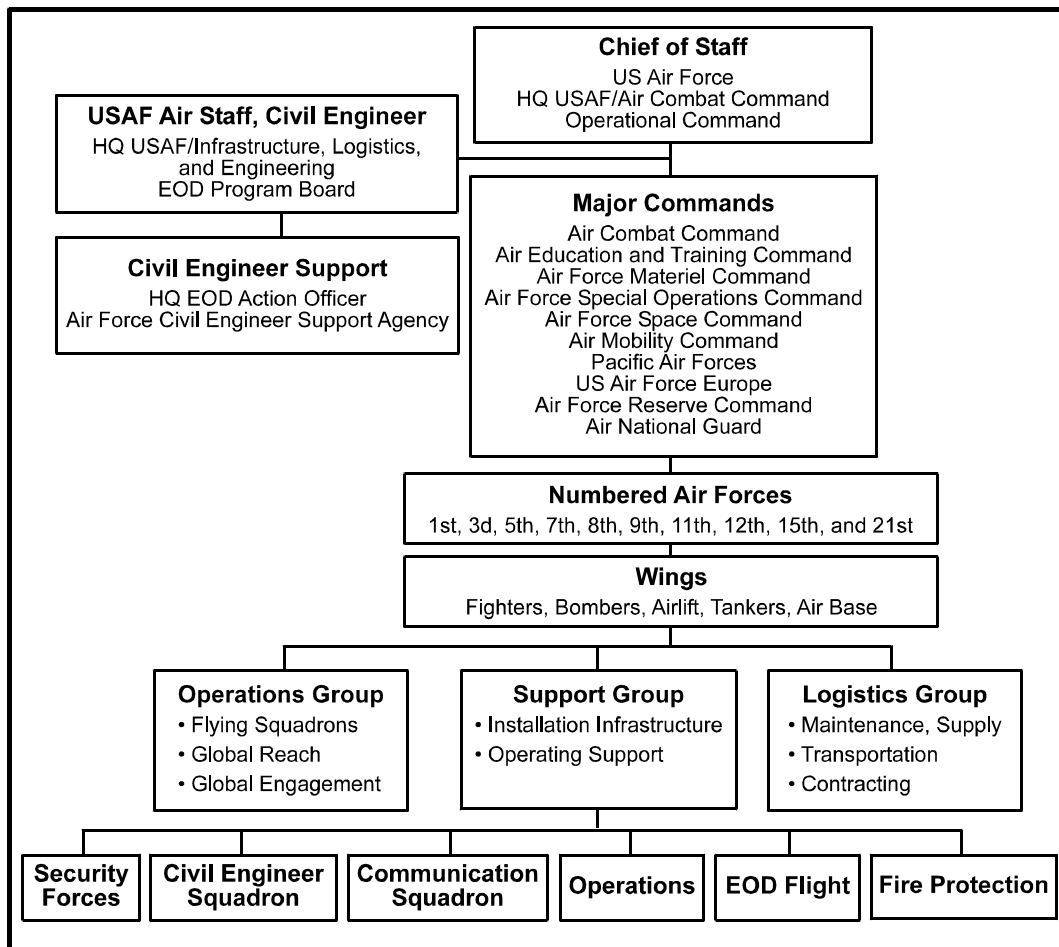 Chief of Staff
US Air Force
HQ USAF/Air Combat Command
Operational Command
USAF Air Staff, Civil Engineer
HQ USAF/Infrastructure, Logistics,
and Engineering
EOD Program Board
Civil Engineer Support
HQ EOD Action Officer
Air Force Civil Engineer Support Agency
Major Commands
Air Combat Command
Air Education and Training Command
Air Force Materiel Command
Air Force Special Operations Command
Air Force Space Command
Air Mobility Command
Pacific Air Forces
US Air Force Europe
Air Force Reserve Command
Air National Guard
Numbered Air Forces
1st, 3d, 5th, 7th, 8th, 9th, 11th, 12th, 15th, and 21st
Wings
Fighters, Bombers, Airlift, Tankers, Air Base
Operations Group
• Flying Squadrons
• Global Reach
• Global Engagement
Support Group
• Installation Infrastructure
• Operating Support
Logistics Group
• Maintenance, Supply
• Transportation
• Contracting
Security
Forces
Civil Engineer
Squadron
Communication
Squadron
Operations
EOD Flight
Fire Protection